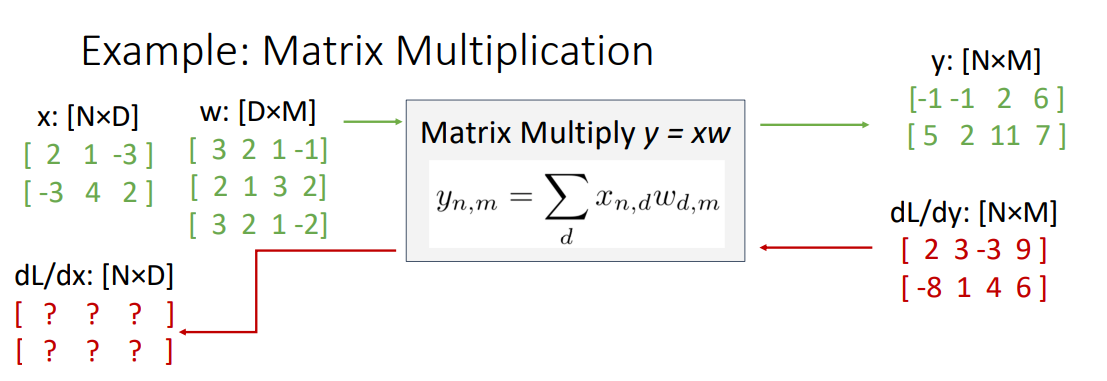 Example: Matrix Multiplication
x: [N×D]
[ 2 1 -3 ]
[ -3 4 2 ]
w: [D×M]
[ 3 2 1 -1]
[ 2 1 3 2]
[ 3 2 1 -2]
Matrix Multiply y = xw
y_{n,m} = \sum_{d} x_{n,d} w_{d,m}
y: [N×M]
[-1 -1 2 6 ]
[ 5 2 11 7 ]
dL/dy: [N×M]
[ 2 3 -3 9 ]
[ -8 1 4 6 ]
dL/dx: [N×D]
[ ? ? ? ]
[ ? ? ? ]